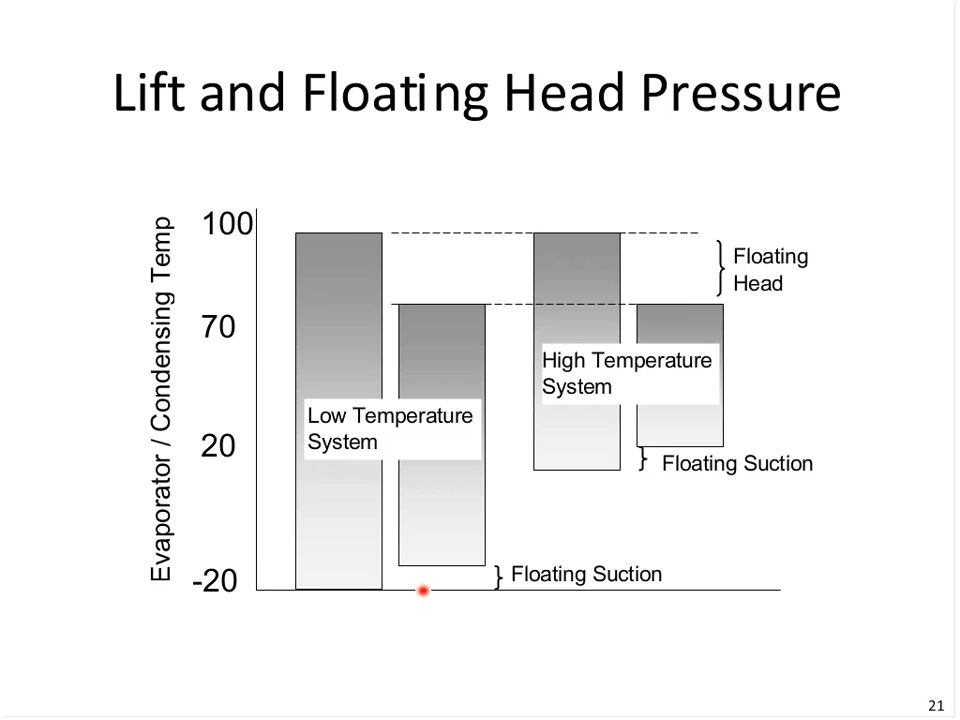 Lift and Floating Head Pressure
Evaporator / Condensing Temp
100
70
20
-20
Floating
Head
High Temperature
System
Low Temperature
System
Floating Suction
Floating Suction
21